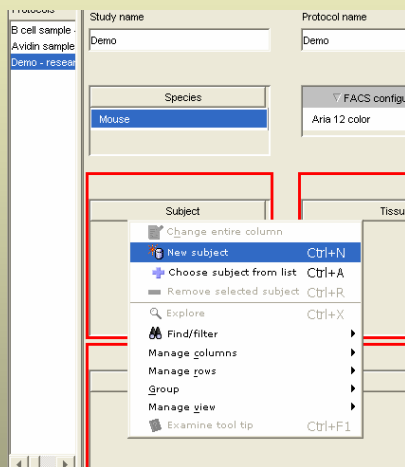 Protocols
Study name
Protocol name
B cell sample -
Avidin sample
Demo - resear
Demo
Demo
Species
FACS configu
Mouse
Aria 12 color
Subject
Tissu
Change entire column
New subject Ctrl+N
Choose subject from list Ctrl+A
Remove selected subject Ctrl+R
Explore Ctrl+X
Find/filter
Manage columns
Manage rows
Group
Manage view
Examine tool tip Ctrl+F1